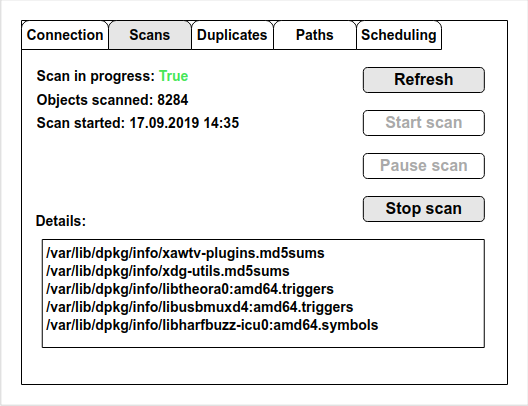 Connection Scans Duplicates Paths Scheduling
Scan in progress: True
Refresh
Objects scanned: 8284
Scan started: 17.09.2019 14:35
Start scan
Pause scan
Stop scan
Details:
/var/lib/dpkg/info/xawtv-plugins.md5sums
/var/lib/dpkg/info/xdg-utils.md5sums
/var/lib/dpkg/info/libtheora0:amd64.triggers
/var/lib/dpkg/info/libusbmuxd4:amd64.triggers
/var/lib/dpkg/info/libharfbuzz-icu0:amd64.symbols